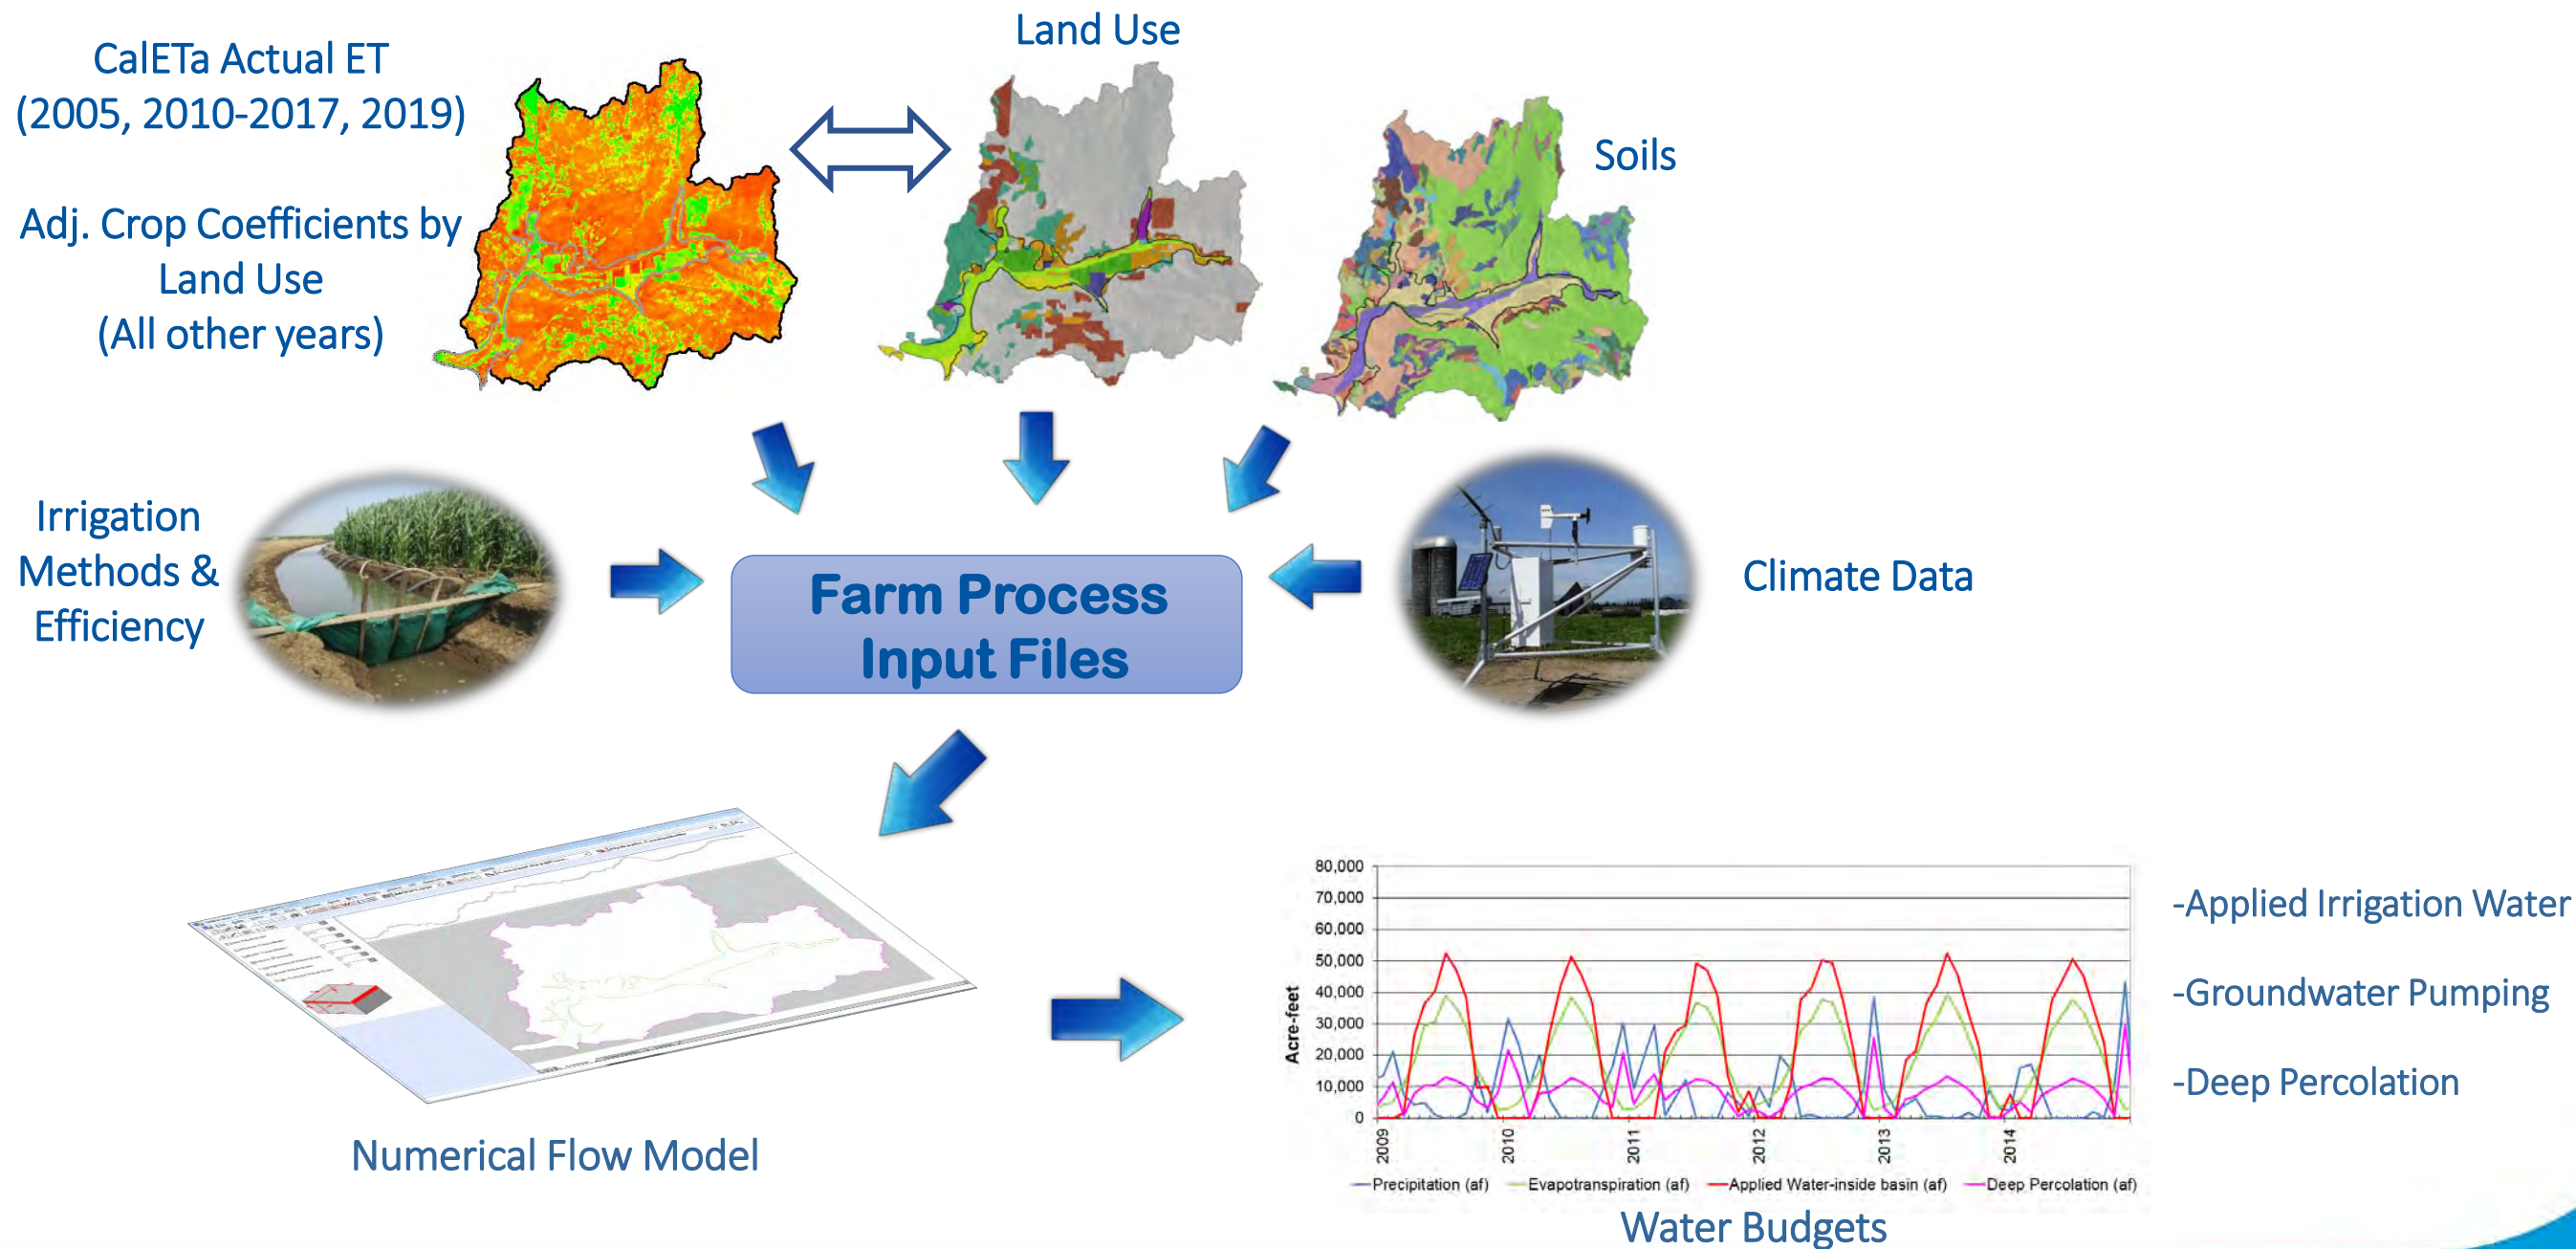 CalETa Actual ET
(2005, 2010-2017, 2019)
Adj. Crop Coefficients by
Land Use
(All other years)
Land Use
Soils
Irrigation
Methods &
Efficiency
Farm Process
Input Files
Climate Data
Numerical Flow Model
80,000
70,000
60,000
50,000
40,000
30,000
20,000
10,000
0
Acre-feet
2009
2010
2011
2012
2013
2014
Precipitation (af)
Evapotranspiration (af)
Applied Water-inside basin (af)
Deep Percolation (af)
Water Budgets
-Applied Irrigation Water
-Groundwater Pumping
-Deep Percolation